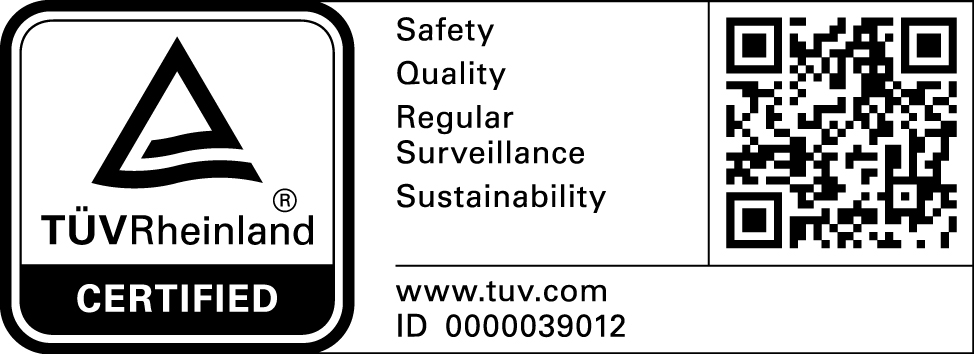 TÜVRheinland®
CERTIFIED
Safety
Quality
Regular
Surveillance
Sustainability
www.tuv.com
ID 0000039012